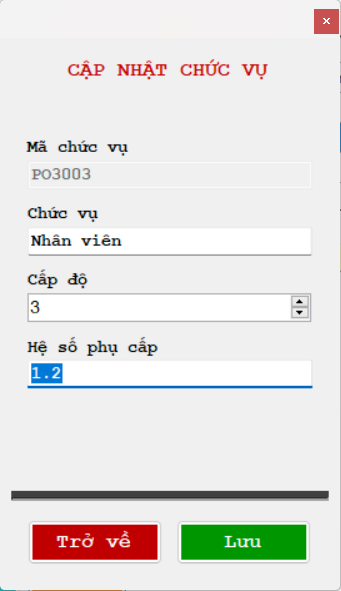 CẬP NHẬT CHỨC VỤ
Mã chức vụ
PO3003
Chức vụ
Nhân viên
Cấp độ
3
Hệ số phụ cấp
1.2
Trở về
Lưu